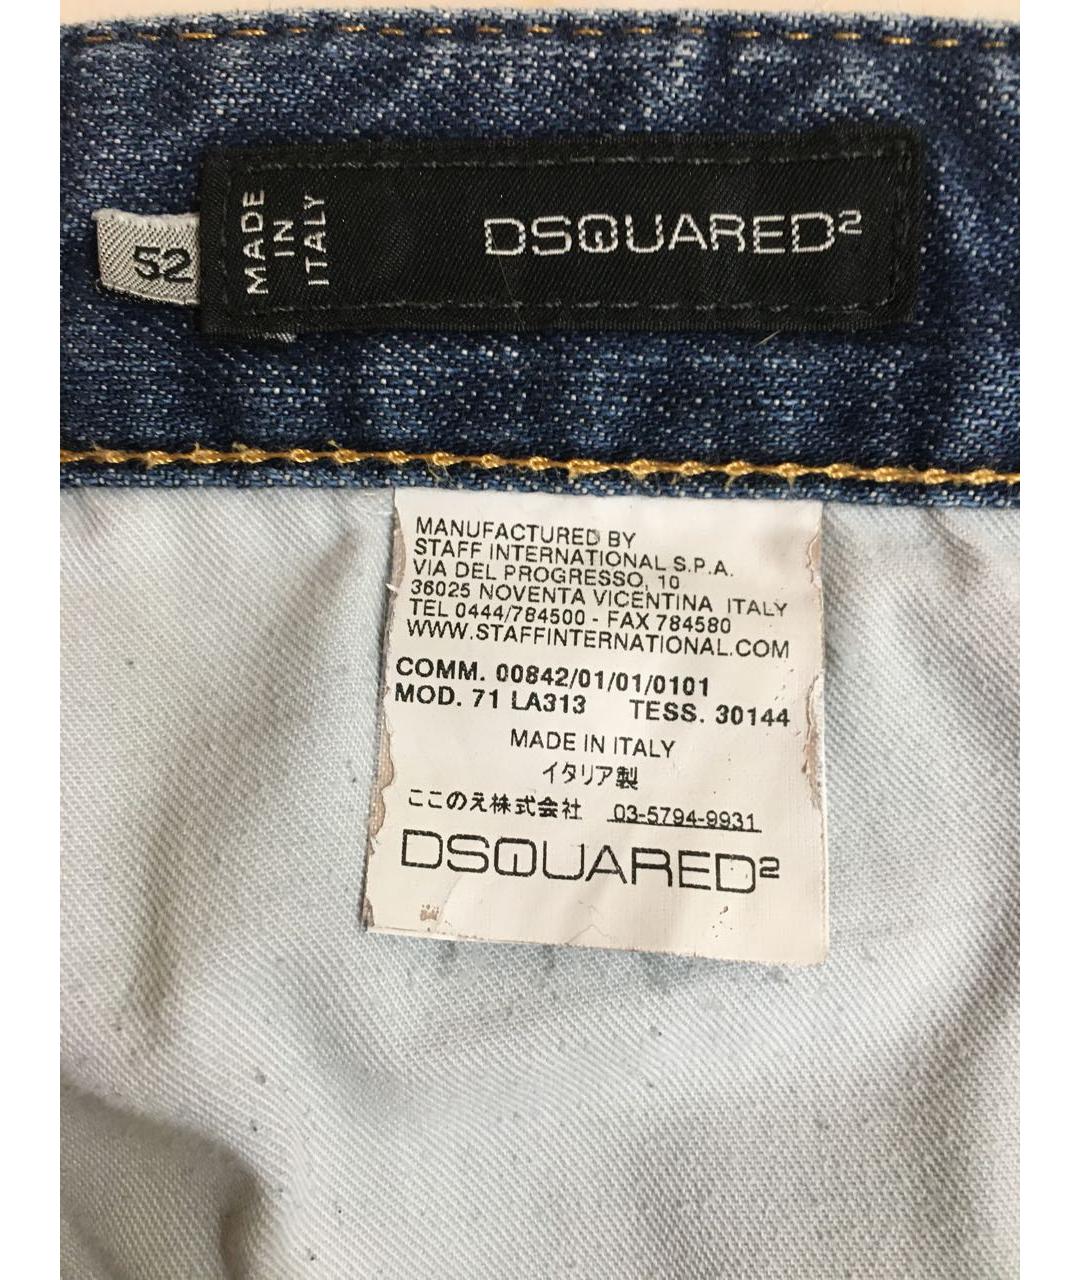 52
MADE
IN
ITALY
DSQUARED²
MANUFACTURED BY
STAFF INTERNATIONAL S.P.A.
VIA DEL PROGRESSO, 10
36025 NOVENTA VICENTINA ITALY
TEL 0444/784500 - FAX 784580
WWW.STAFFINTERNATIONAL.COM
COMM. 00842/01/01/0101
MOD. 71 LA313 TESS. 30144
MADE IN ITALY
イタリア製
ここのえ株式会社 03-5794-9931
DSQUARED²